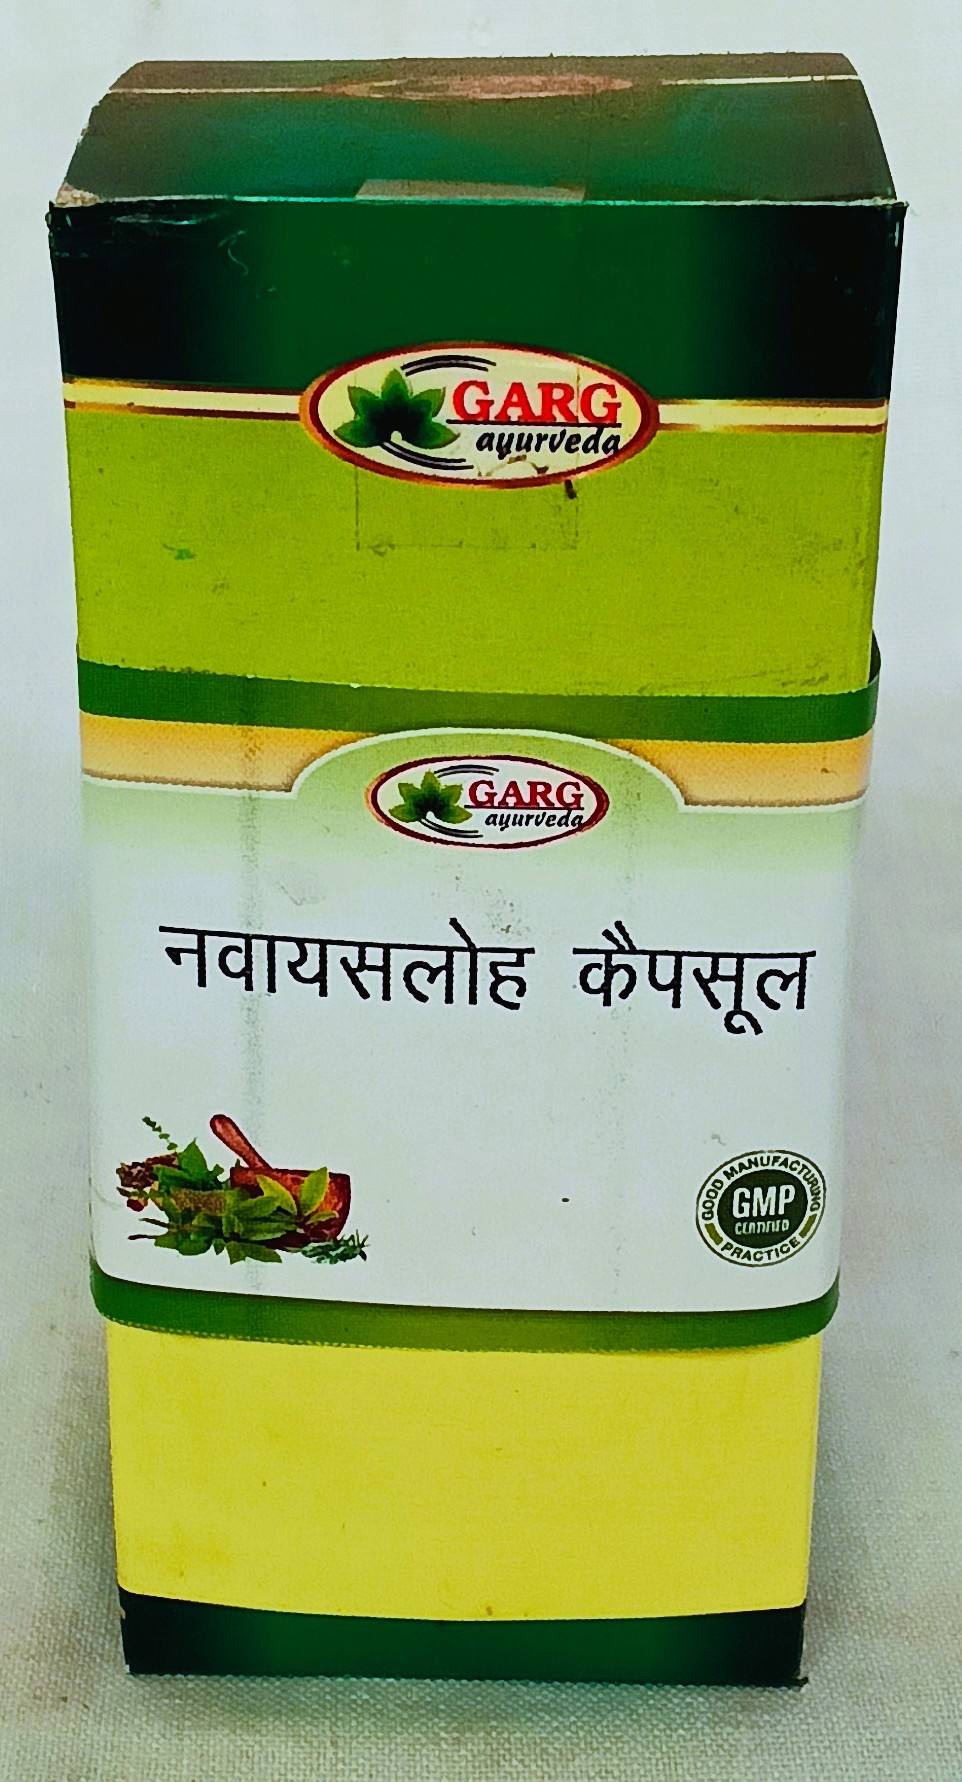 GARG
ayurveda
GARG
ayurveda
नवायसलोह कैपसूल
GOOD MANUFACTURING
GMP
CERTIFIED
PRACTICE